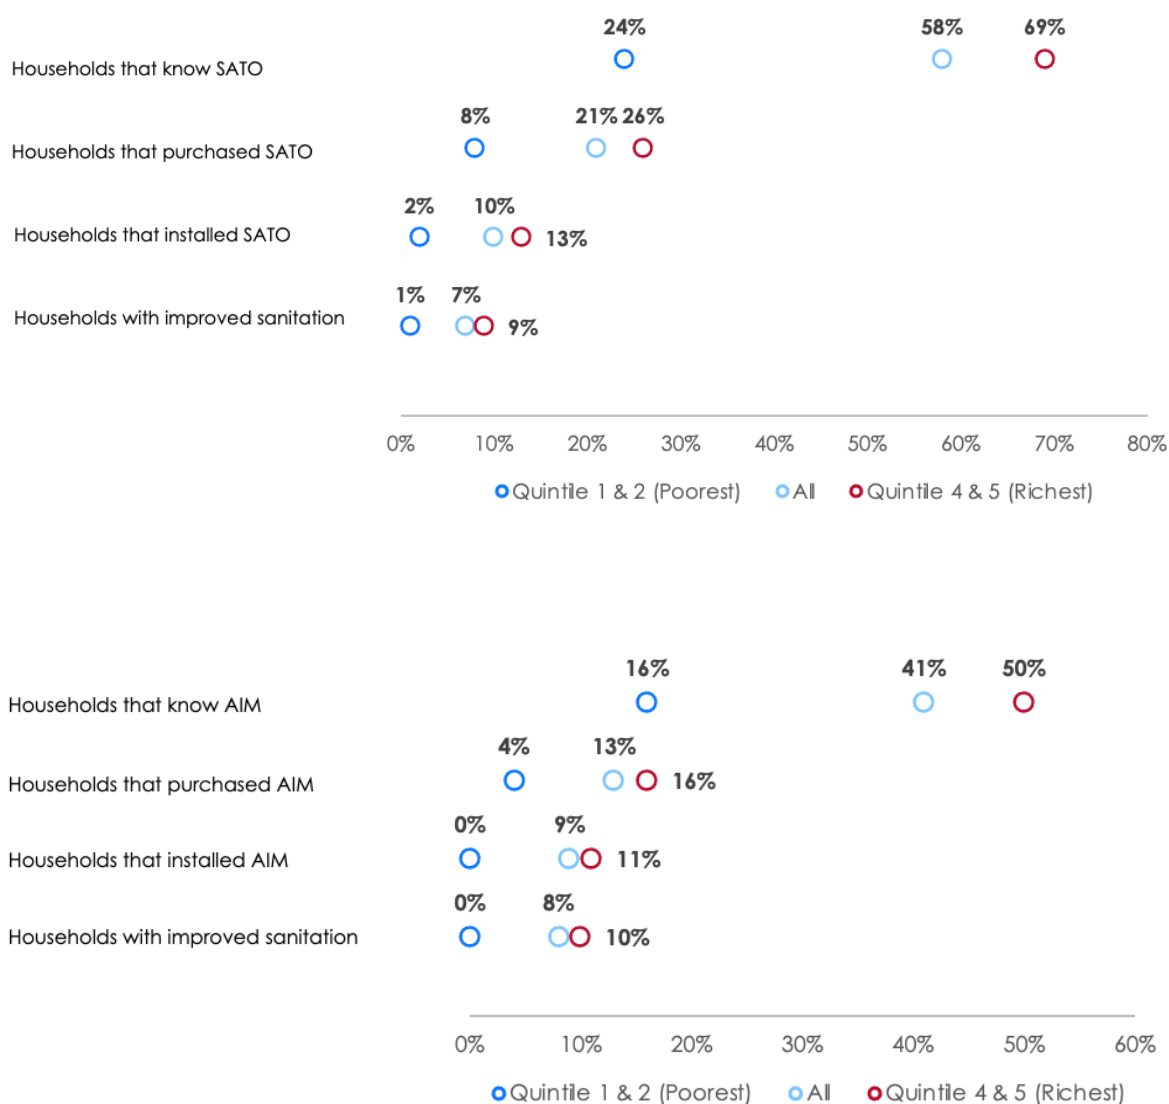 24% 58% 69%
Households that know SATO
8% 21% 26%
Households that purchased SATO
2% 10%
Households that installed SATO 13%
1% 7%
Households with improved sanitation 9%
0% 10% 20% 30% 40% 50% 60% 70% 80%
Quintile 1 & 2 (Poorest) All Quintile 4 & 5 (Richest)
16% 41% 50%
Households that know AIM
4% 13%
Households that purchased AIM 16%
0% 9%
Households that installed AIM 11%
0% 8%
Households with improved sanitation 10%
0% 10% 20% 30% 40% 50% 60%
Quintile 1 & 2 (Poorest) All Quintile 4 & 5 (Richest)